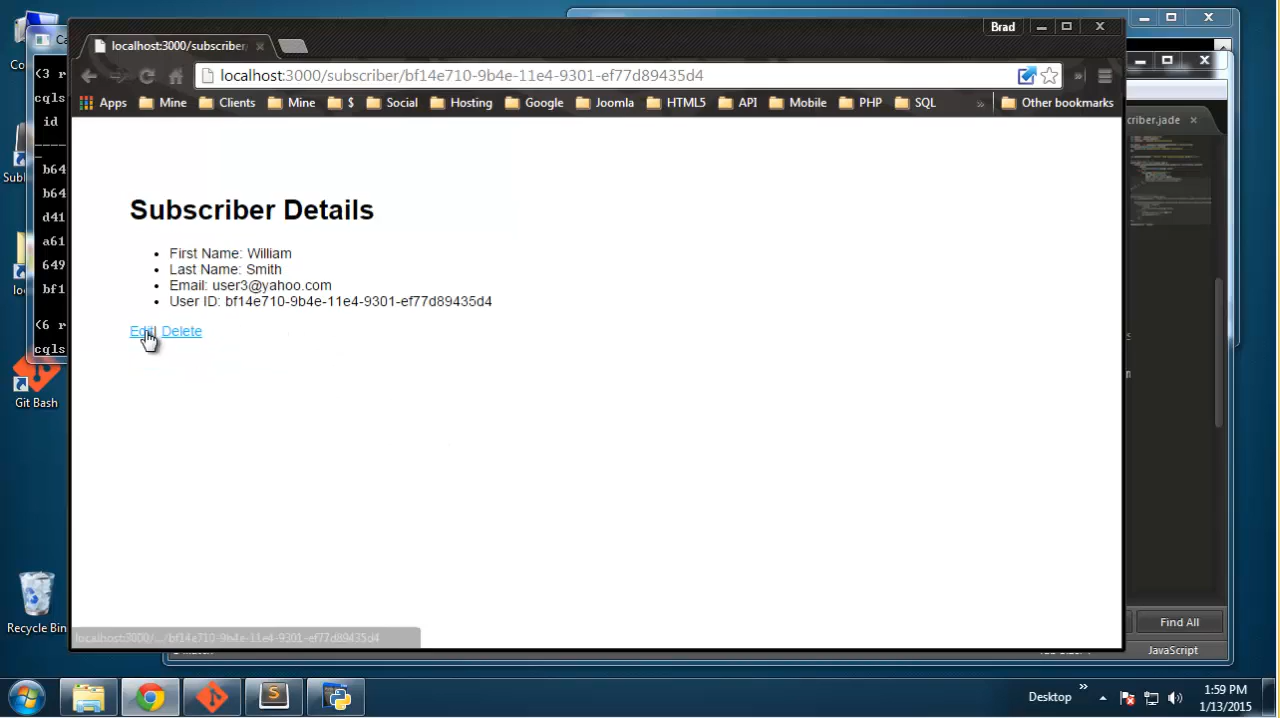 Brad
localhost:3000/subscriber
localhost:3000/subscriber/bf14e710-9b4e-11e4-9301-ef77d89435d4
Apps Mine Clients Mine $ Social Hosting Google Joomla HTML5 API Mobile PHP SQL » Other bookmarks
Subscriber Details
• First Name: William
• Last Name: Smith
• Email: user3@yahoo.com
• User ID: bf14e710-9b4e-11e4-9301-ef77d89435d4
Edit| Delete
localhost:3000/.../bf14e710-9b4e-11e4-9301-ef77d89435d4
(3 r
cqls
id
b64
b64
d41
a61
649
bf1
(6 r
cqls
criber.jade
Find All
JavaScript
Git Bash
Recycle Bin
Desktop »
1:59 PM
1/13/2015